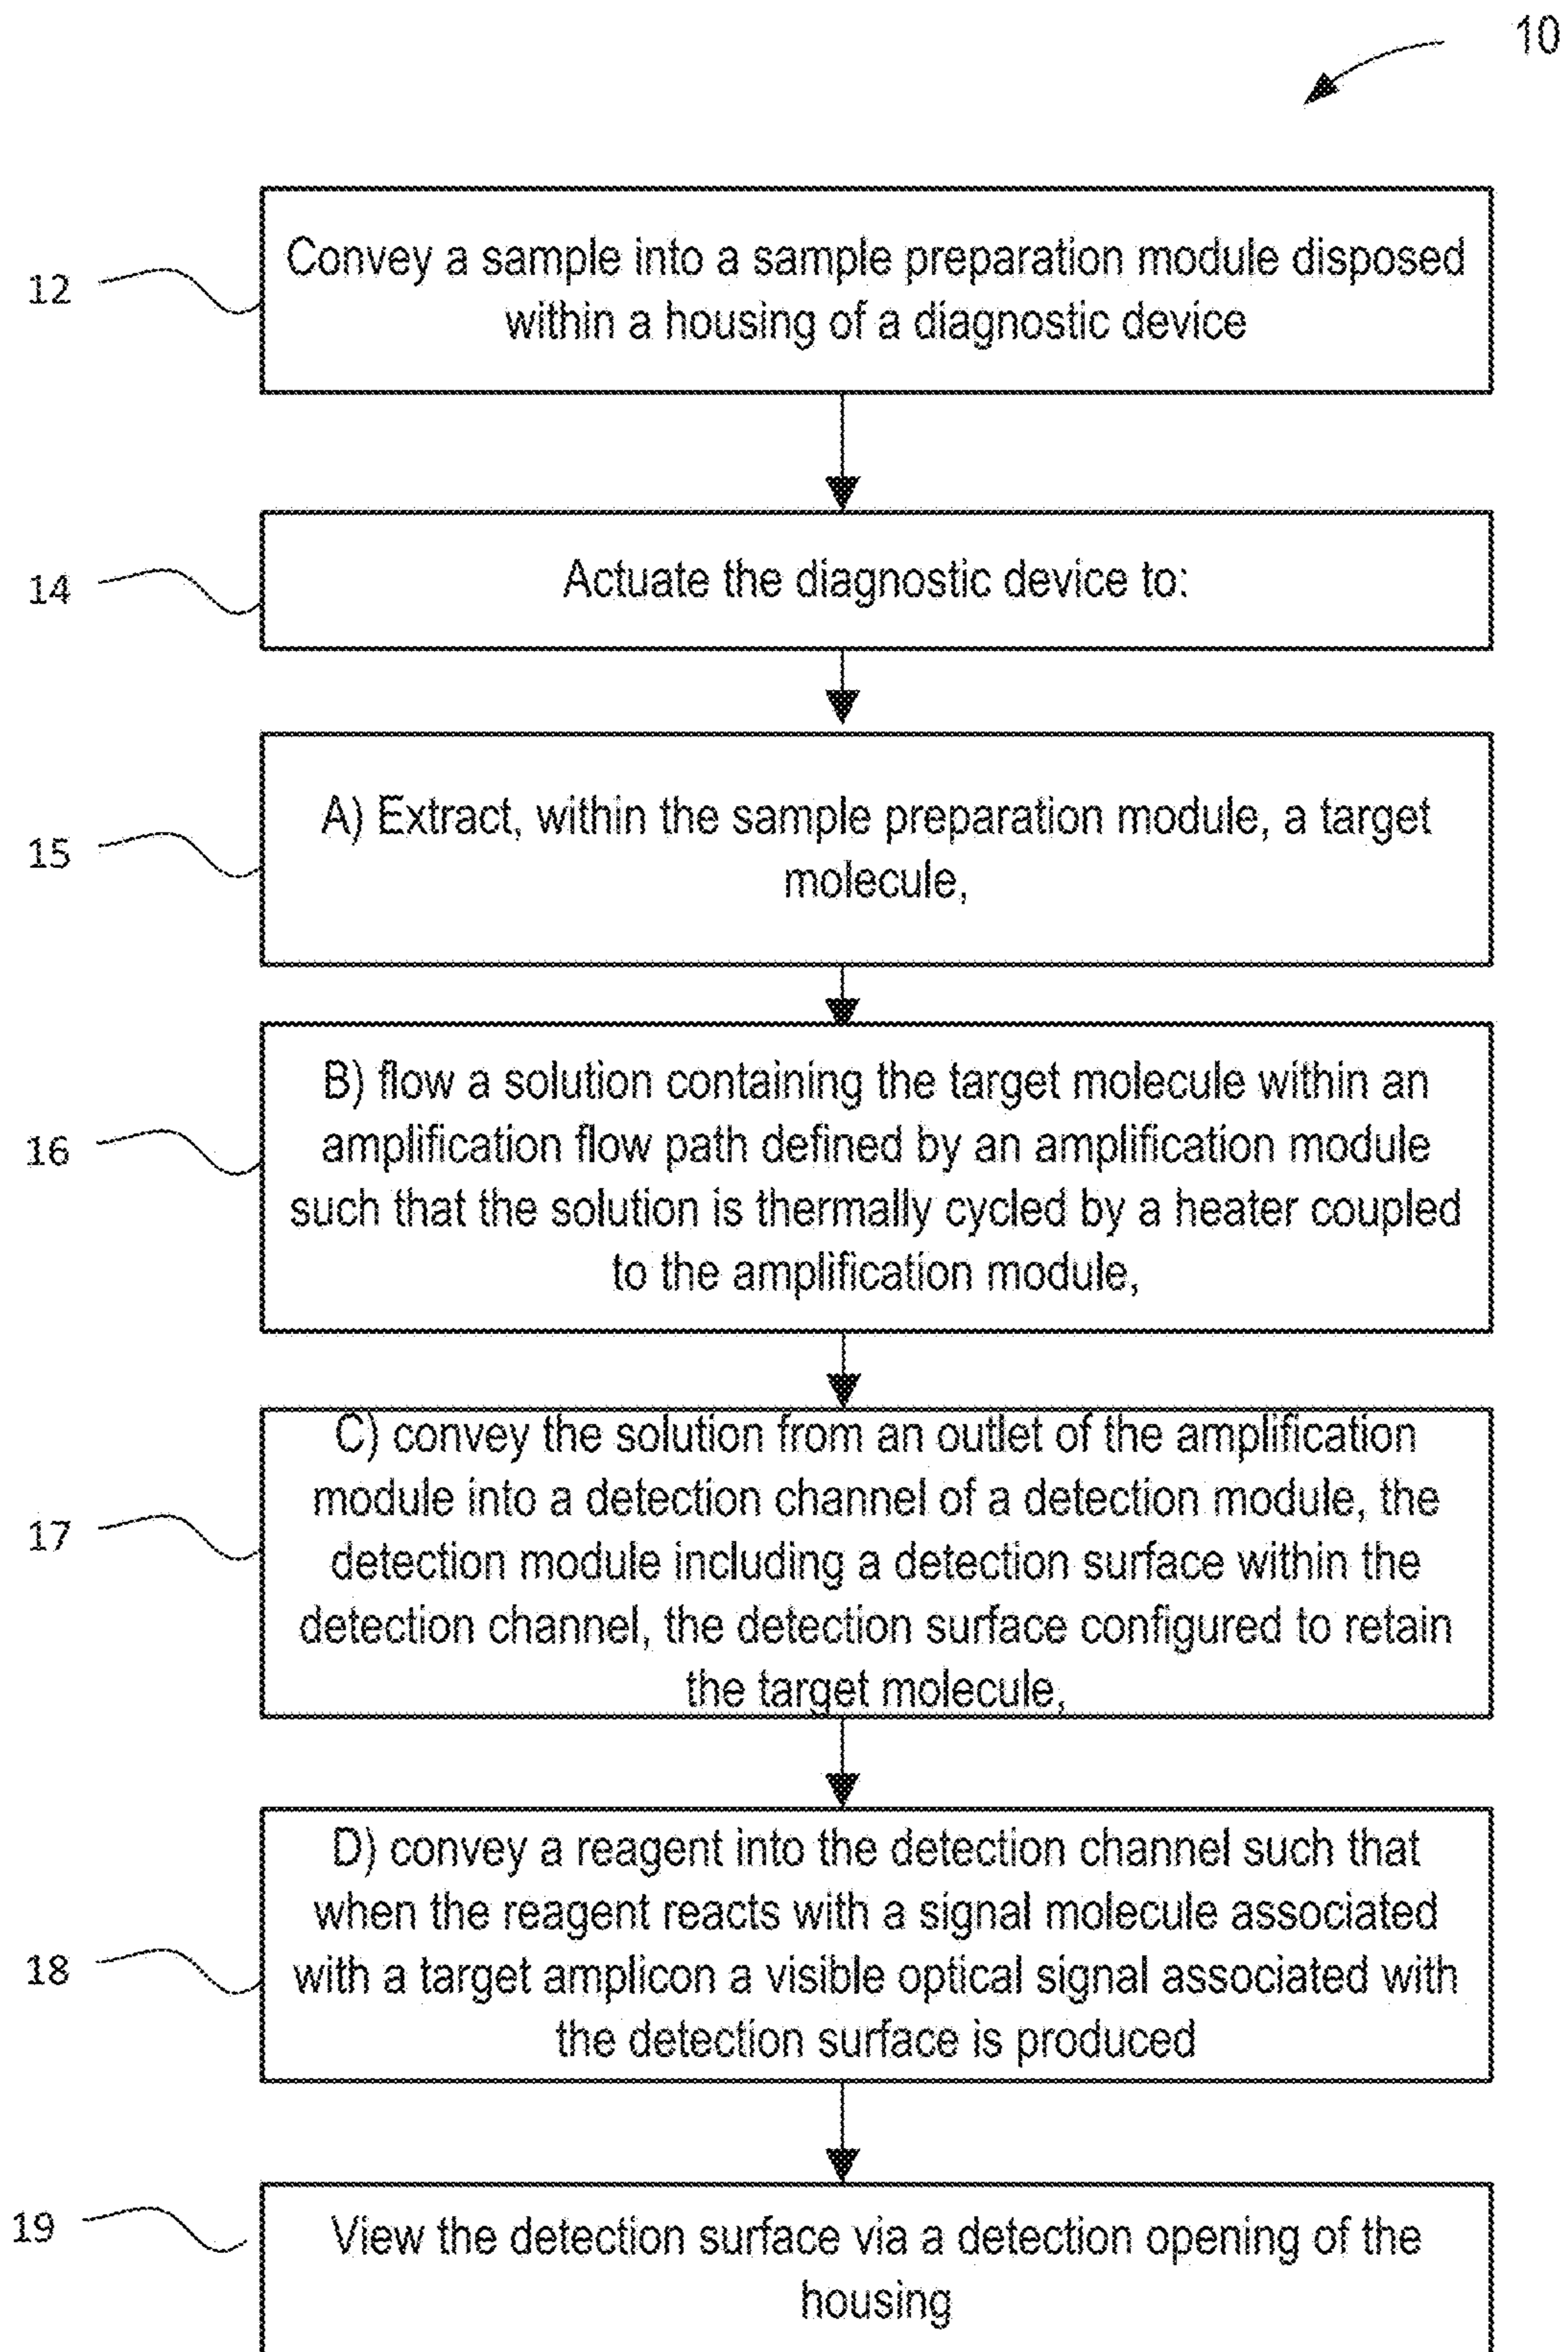 10
12
Convey a sample into a sample preparation module disposed
within a housing of a diagnostic device
14
Actuate the diagnostic device to:
15
A) Extract, within the sample preparation module, a target
molecule,
16
B) flow a solution containing the target molecule within an
amplification flow path defined by an amplification module
such that the solution is thermally cycled by a heater coupled
to the amplification module,
17
C) convey the solution from an outlet of the amplification
module into a detection channel of a detection module, the
detection module including a detection surface within the
detection channel, the detection surface configured to retain
the target molecule,
18
D) convey a reagent into the detection channel such that
when the reagent reacts with a signal molecule associated
with a target amplicon a visible optical signal associated with
the detection surface is produced
19
View the detection surface via a detection opening of the
housing